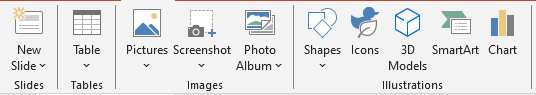 New Slide
Table
Pictures
Screenshot
Photo Album
Shapes
Icons
3D Models
SmartArt
Chart
Slides
Tables
Images
Illustrations